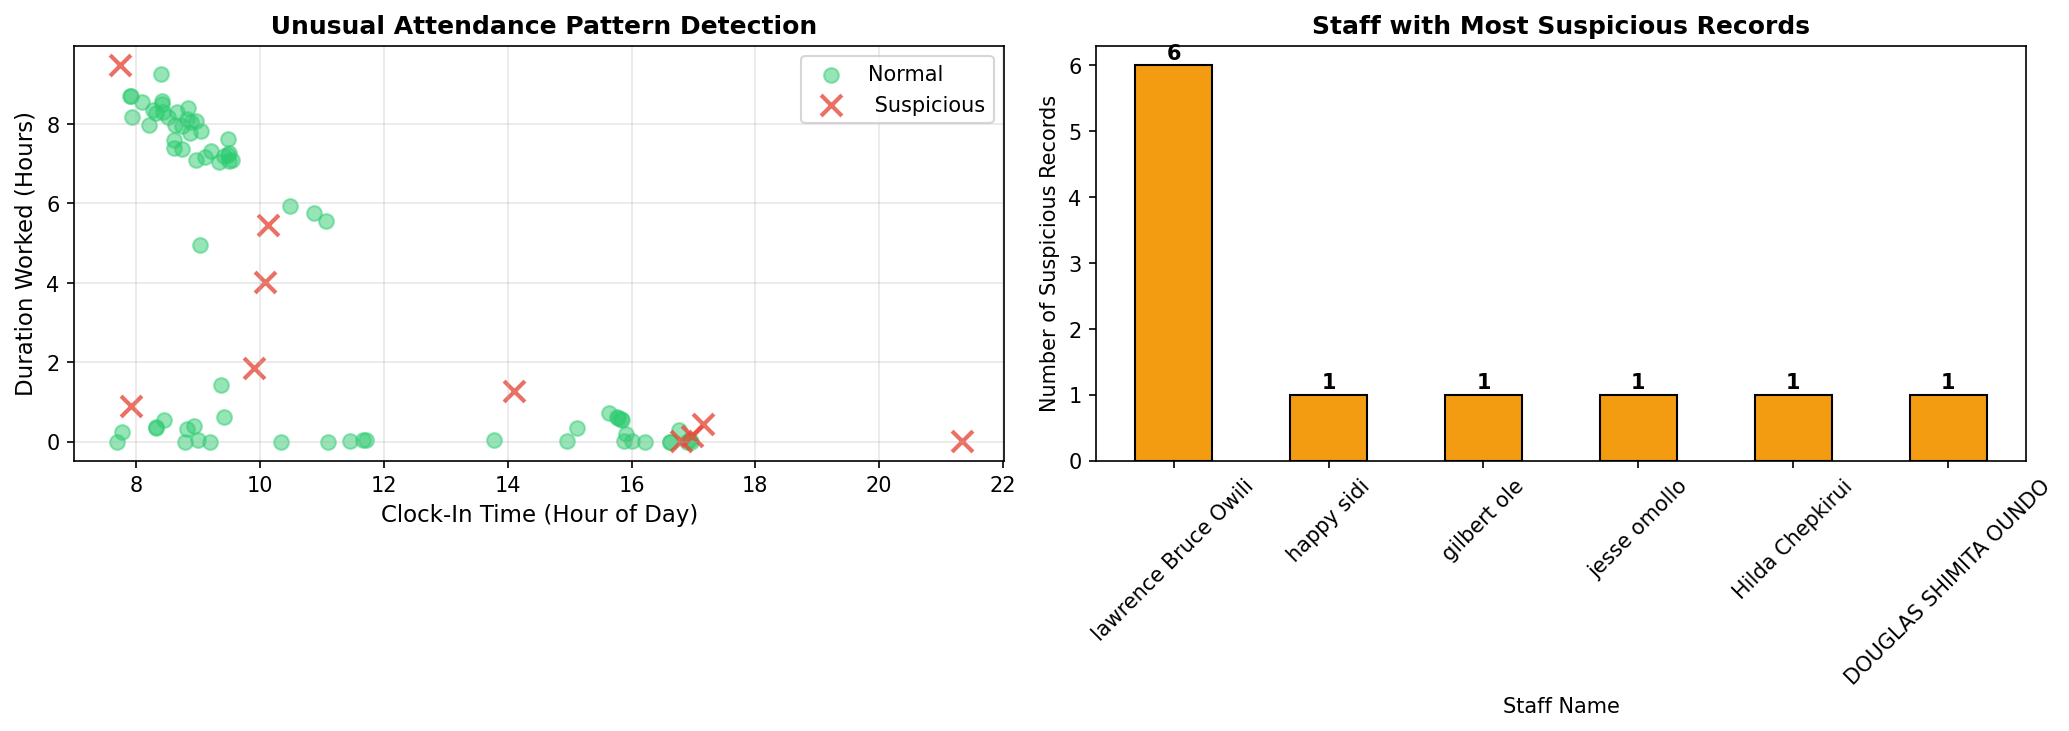 Unusual Attendance Pattern Detection
Duration Worked (Hours)
8
6
4
2
0
Normal
Suspicious
8 10 12 14 16 18 20 22
Clock-In Time (Hour of Day)
Staff with Most Suspicious Records
Number of Suspicious Records
6
5
4
3
2
1
0
6 1 1 1 1 1
lawrence Bruce Owili
happy sidi
gilbert ole
jesse omollo
Hilda Chepkirui
DOUGLAS SHIMITA OUNDO
Staff Name